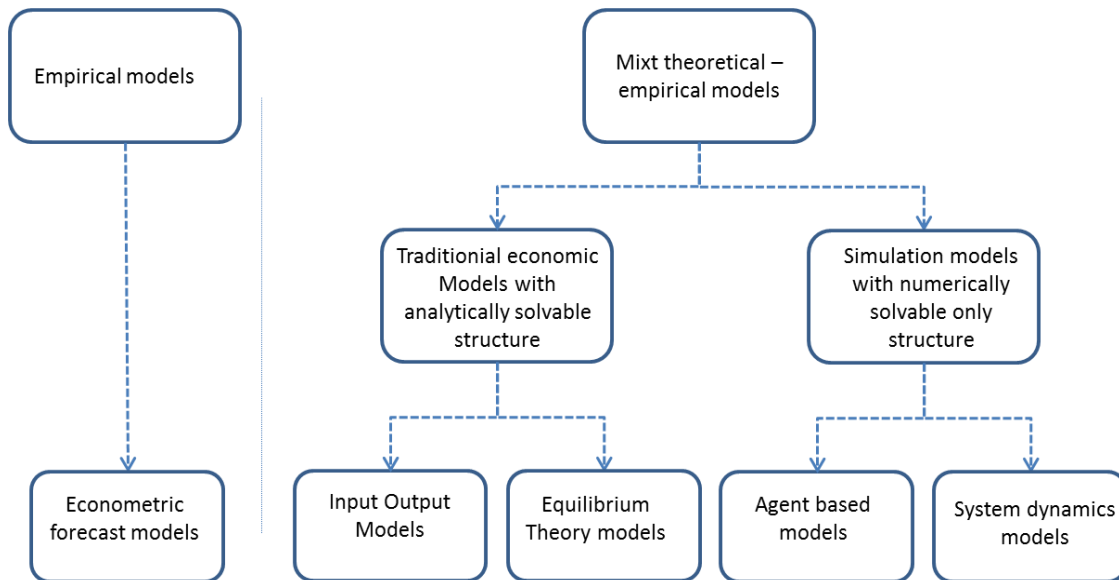 Empirical models
Mixt theoretical –
empirical models
Traditionial economic
Models with
analytically solvable
structure
Simulation models
with numerically
solvable only
structure
Econometric
forecast models
Input Output
Models
Equilibrium
Theory models
Agent based
models
System dynamics
models